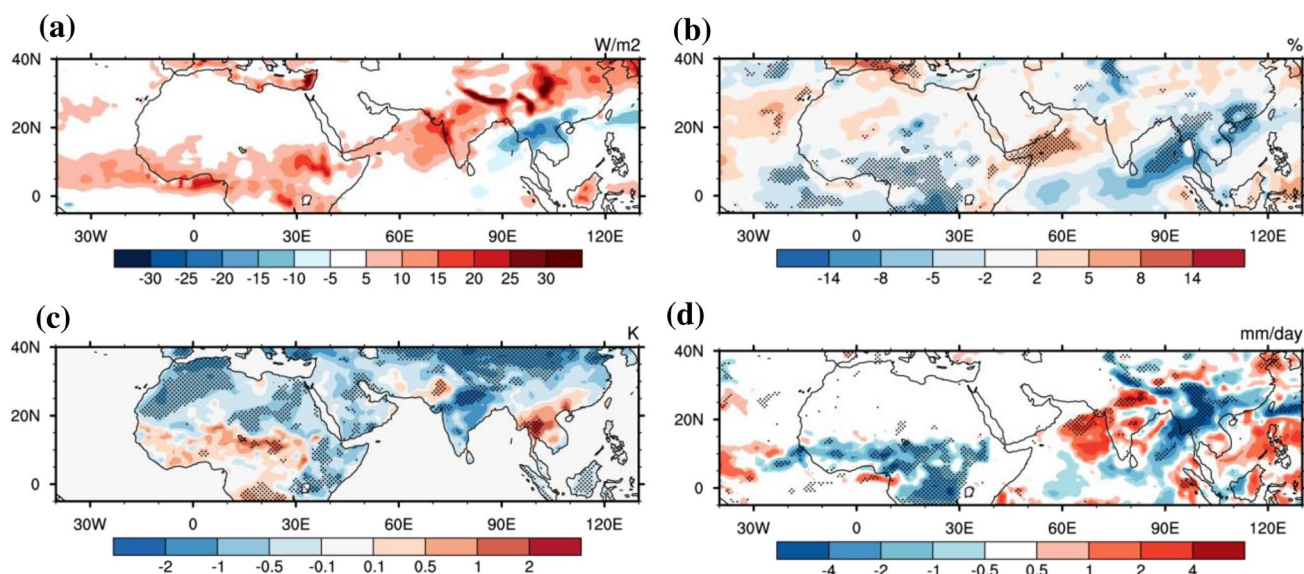 (a)
W/m2
40N
20N
0
30W 0 30E 60E 90E 120E
-30 -25 -20 -15 -10 -5 5 10 15 20 25 30
(b)
%
40N
20N
0
30W 0 30E 60E 90E 120E
-14 -8 -5 -2 2 5 8 14
(c)
K
40N
20N
0
30W 0 30E 60E 90E 120E
-2 -1 -0.5 -0.1 0.1 0.5 1 2
(d)
mm/day
40N
20N
0
30W 0 30E 60E 90E 120E
-4 -2 -1 -0.5 0.5 1 2 4